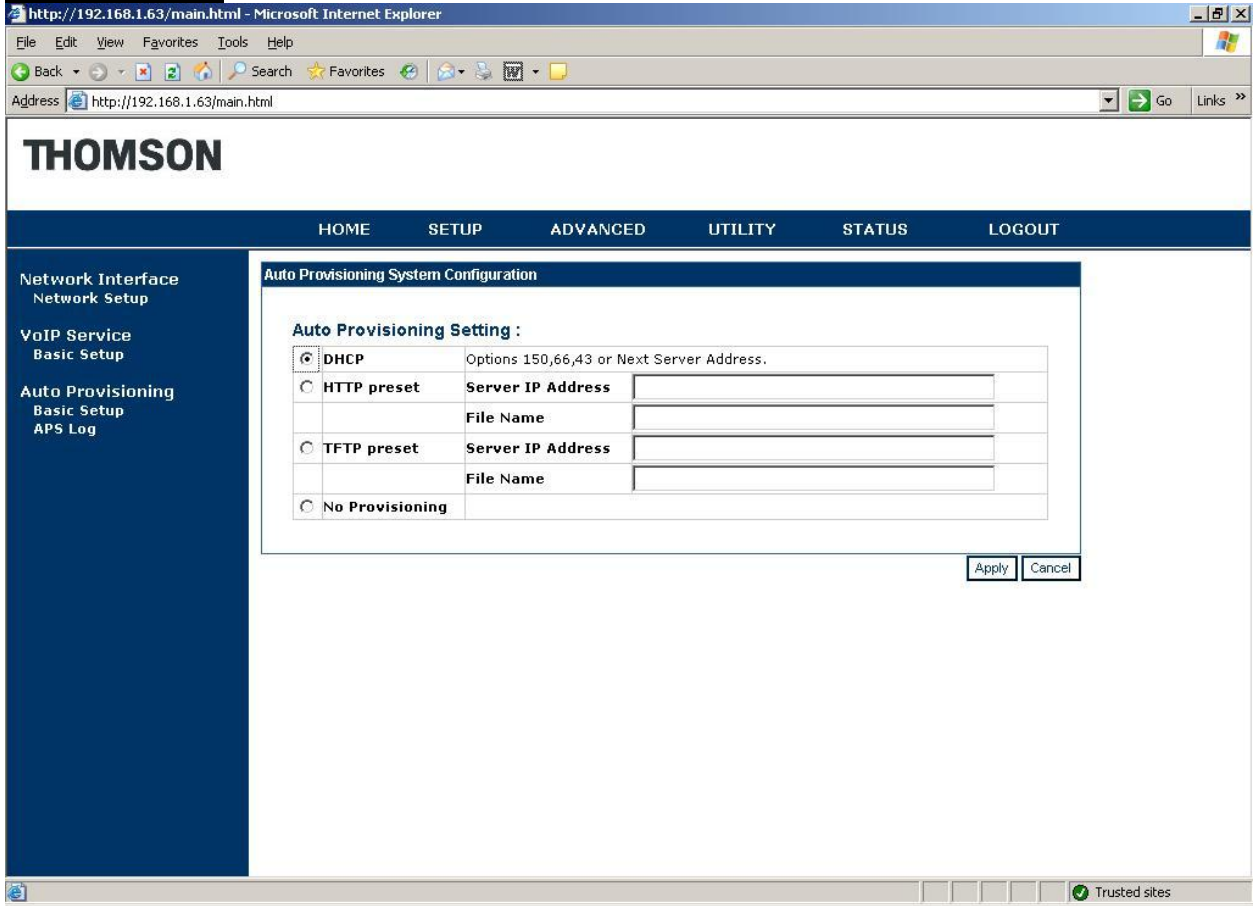 http://192.168.1.63/main.html - Microsoft Internet Explorer
File Edit View Favorites Tools Help
Back Search Favorites
Address http://192.168.1.63/main.html Go Links »
THOMSON
HOME SETUP ADVANCED UTILITY STATUS LOGOUT
Network Interface
Network Setup
VoIP Service
Basic Setup
Auto Provisioning
Basic Setup
APS Log
Auto Provisioning System Configuration
Auto Provisioning Setting :
DHCP Options 150,66,43 or Next Server Address.
HTTP preset Server IP Address
File Name
TFTP preset Server IP Address
File Name
No Provisioning
Apply Cancel
Trusted sites